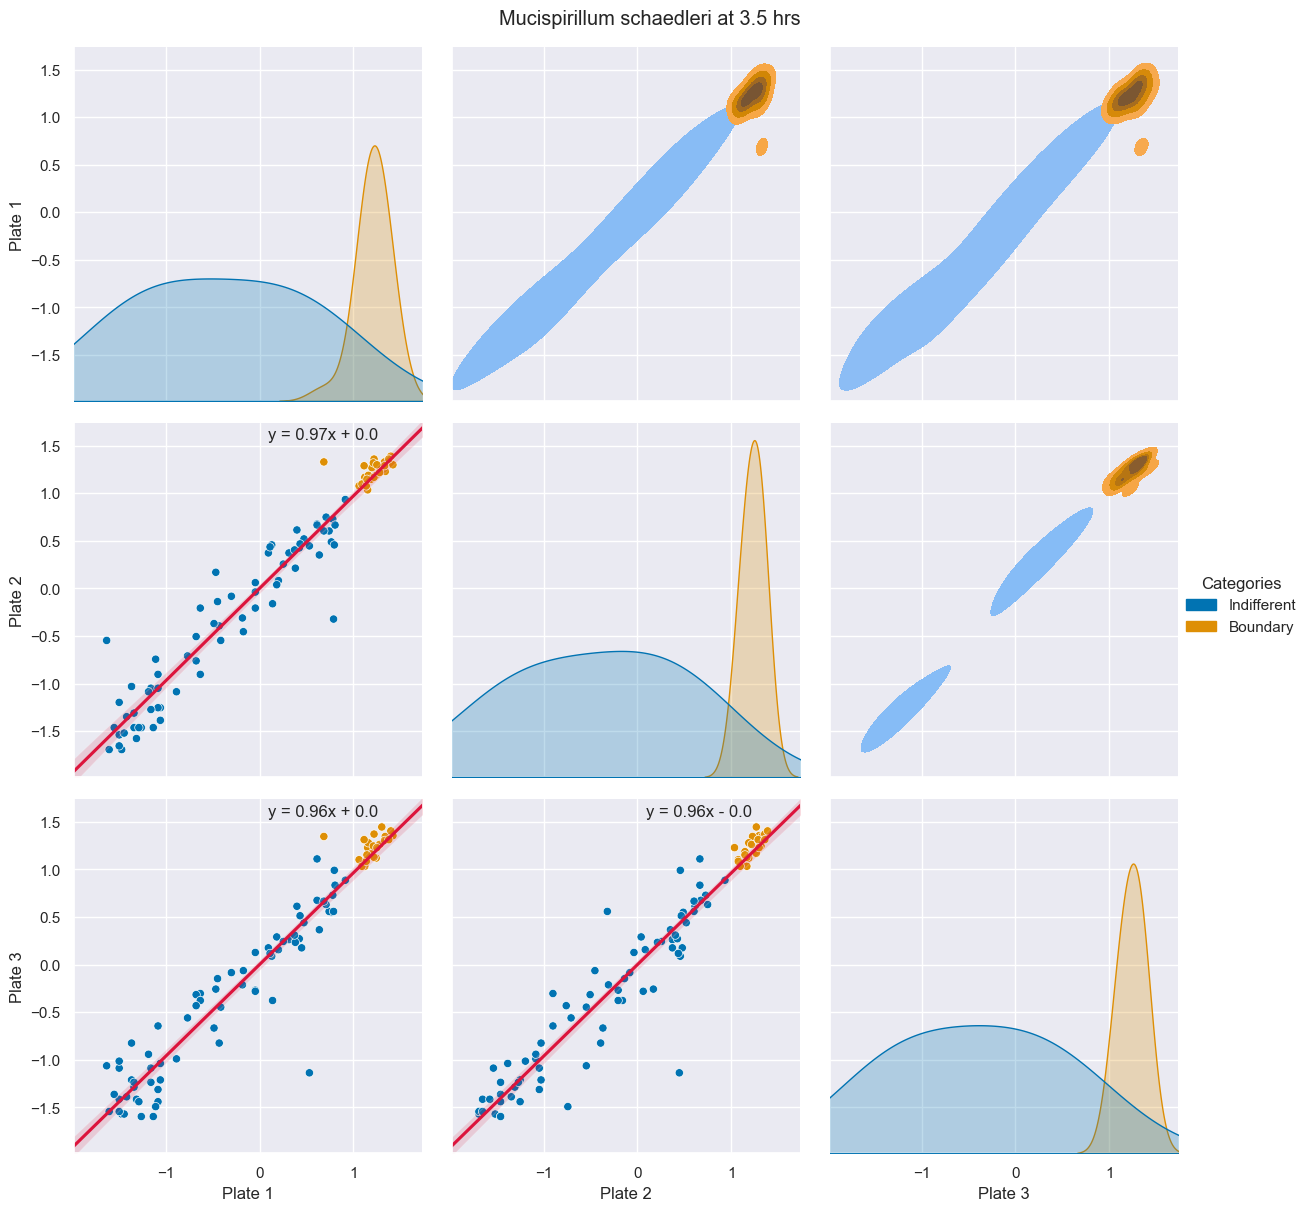 Mucispirillum schaedleri at 3.5 hrs
1.5
1.0
0.5
0.0
−0.5
−1.0
−1.5
Plate 1
y = 0.97x + 0.0
1.5
1.0
0.5
0.0
−0.5
−1.0
−1.5
Plate 2
Categories
Indifferent
Boundary
y = 0.96x + 0.0
y = 0.96x - 0.0
1.5
1.0
0.5
0.0
−0.5
−1.0
−1.5
Plate 3
−1 0 1
−1 0 1
−1 0 1
Plate 1
Plate 2
Plate 3